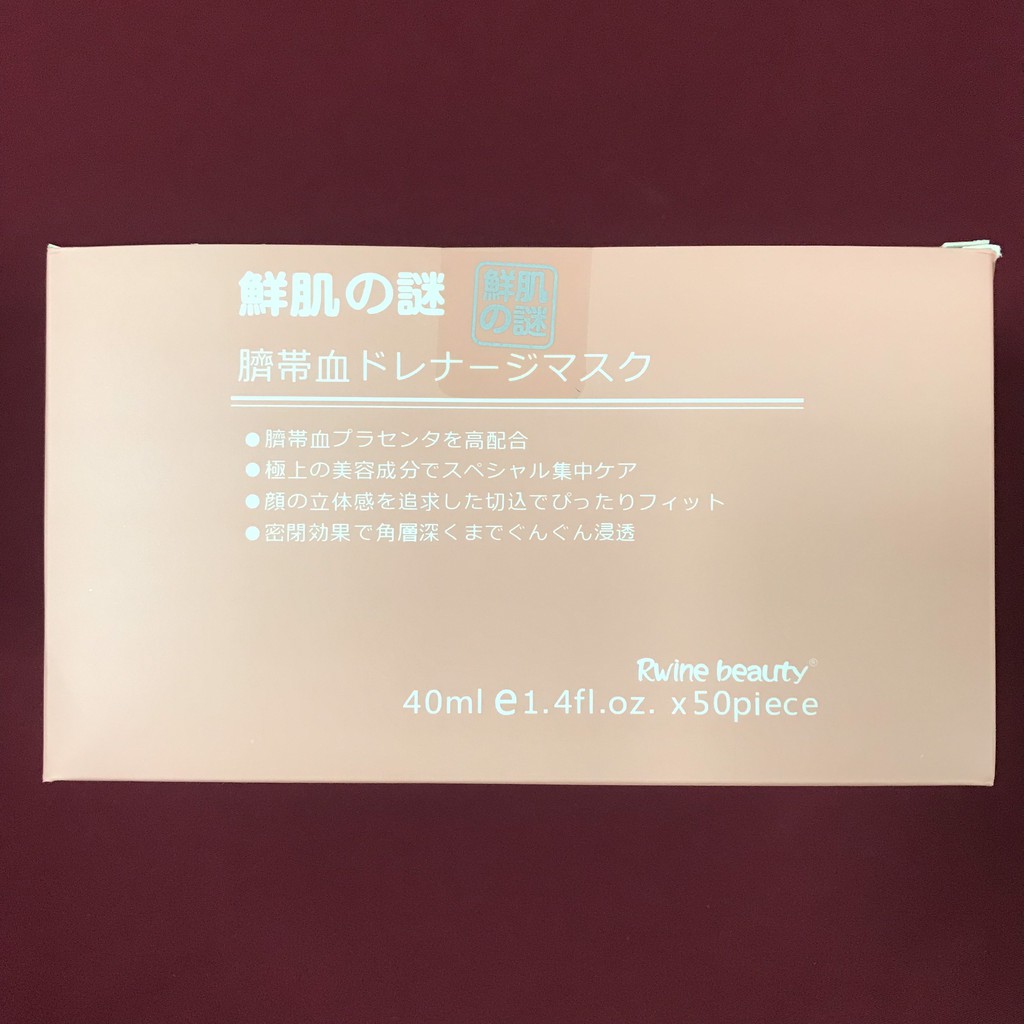 鮮肌の謎
鮮肌
の謎
臍帯血ドレナージマスク
●臍帯血プラセンタを高配合
●極上の美容成分でスペシャル集中ケア
●顔の立体感を追求した切込でぴったりフィット
●密閉効果で角層深くまでぐんぐん浸透
Rwine beauty®
40ml e1.4fl.oz. x50piece